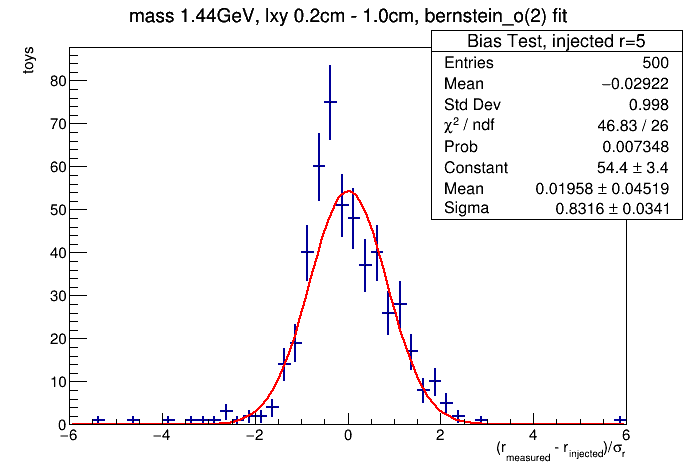 mass 1.44GeV, lxy 0.2cm - 1.0cm, bernstein_o(2) fit
Bias Test, injected r=5
Entries 500
Mean −0.02922
Std Dev 0.998
χ² / ndf 46.83 / 26
Prob 0.007348
Constant 54.4 ± 3.4
Mean 0.01958 ± 0.04519
Sigma 0.8316 ± 0.0341
toys
80
70
60
50
40
30
20
10
0
−6 −4 −2 0 2 4 6
(r_measured - r_injected)/σ_r